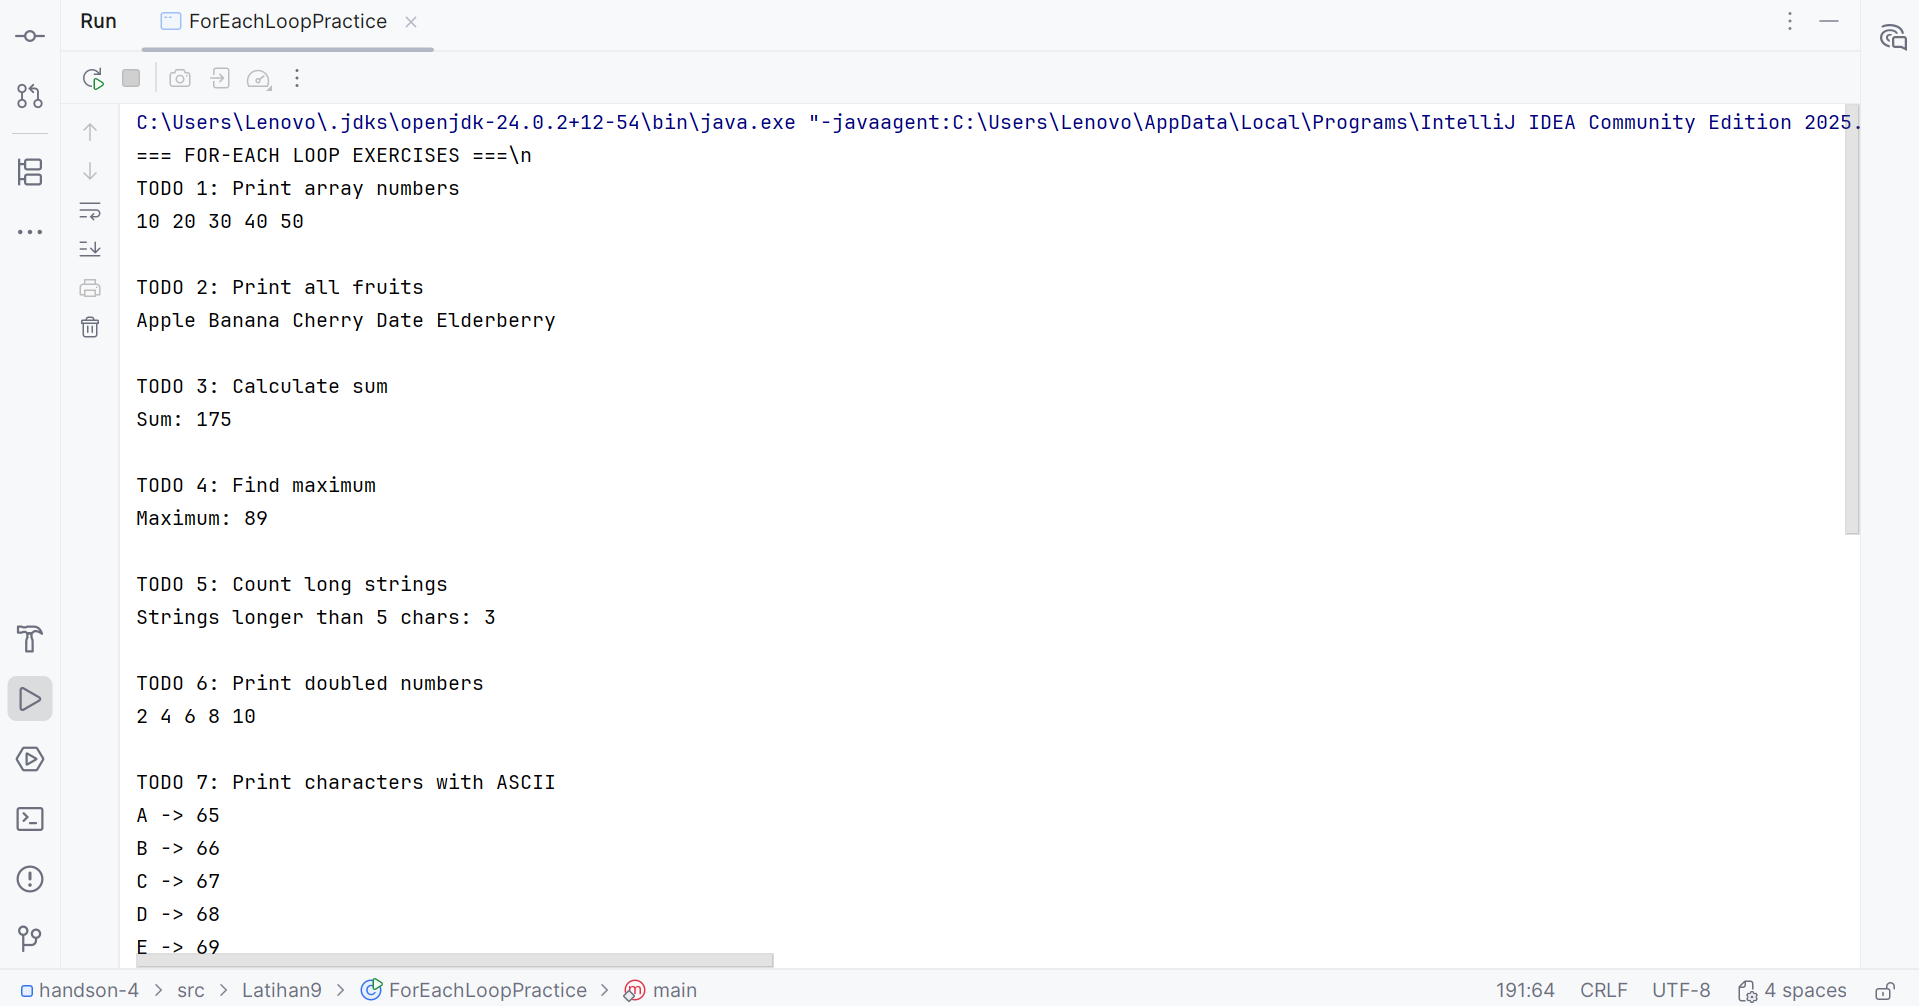 Run ForEachLoopPractice
C:\Users\Lenovo\.jdks\openjdk-24.0.2+12-54\bin\java.exe "-javaagent:C:\Users\Lenovo\AppData\Local\Programs\IntelliJ IDEA Community Edition 2025.
=== FOR-EACH LOOP EXERCISES ===\n
TODO 1: Print array numbers
10 20 30 40 50
TODO 2: Print all fruits
Apple Banana Cherry Date Elderberry
TODO 3: Calculate sum
Sum: 175
TODO 4: Find maximum
Maximum: 89
TODO 5: Count long strings
Strings longer than 5 chars: 3
TODO 6: Print doubled numbers
2 4 6 8 10
TODO 7: Print characters with ASCII
A -> 65
B -> 66
C -> 67
D -> 68
E -> 69
handson-4 > src > Latihan9 > ForEachLoopPractice > main 191:64 CRLF UTF-8 4 spaces